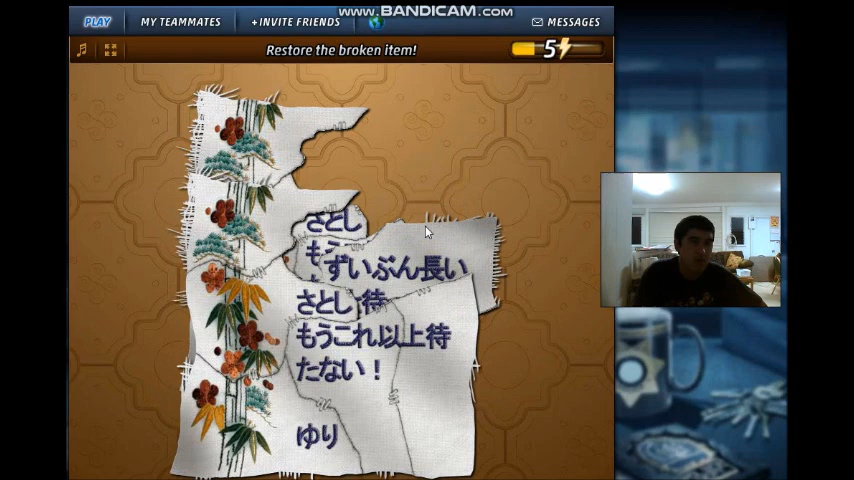 www.BANDICAM.com
PLAY
MY TEAMMATES
+INVITE FRIENDS
MESSAGES
Restore the broken item!
5
さとし
もう
ずいぶん長い
さとし 待
もうこれ以上待
たない！
ゆり